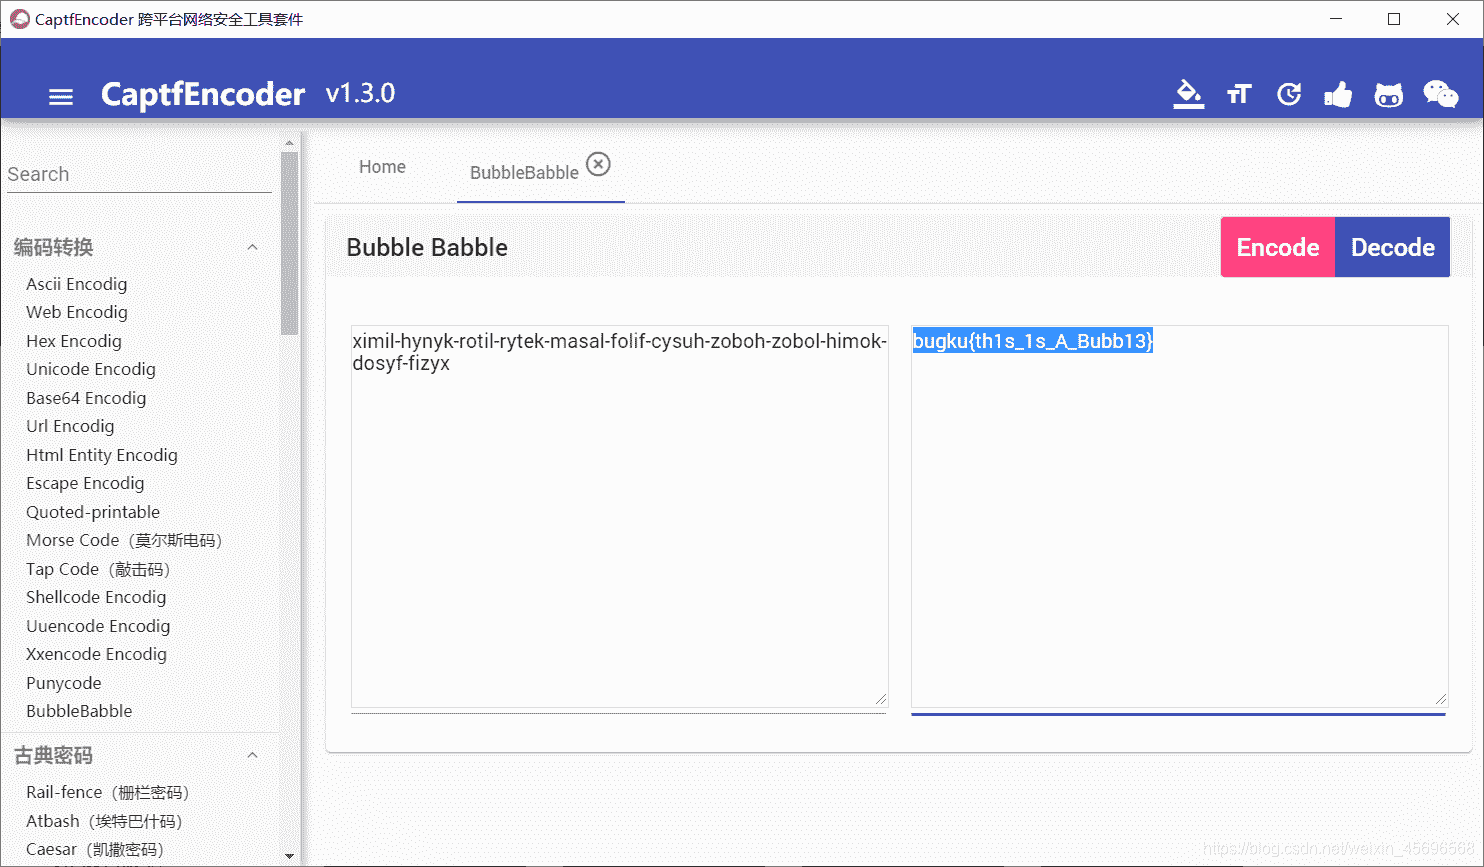 CaptfEncoder 跨平台网络安全工具套件
CaptfEncoder v1.3.0
Search
编码转换
Ascii Encodig
Web Encodig
Hex Encodig
Unicode Encodig
Base64 Encodig
Url Encodig
Html Entity Encodig
Escape Encodig
Quoted-printable
Morse Code（莫尔斯电码）
Tap Code（敲击码）
Shellcode Encodig
Uuencode Encodig
Xxencode Encodig
Punycode
BubbleBabble
古典密码
Rail-fence（栅栏密码）
Atbash（埃特巴什码）
Caesar（凯撒密码）
Home BubbleBabble
Bubble Babble
Encode Decode
ximil-hynyk-rotil-rytek-masal-folif-cysuh-zoboh-zobol-himok-
dosyf-fizyx
bugku{th1s_1s_A_Bubb13}
https://blog.csdn.net/weixin_45696568